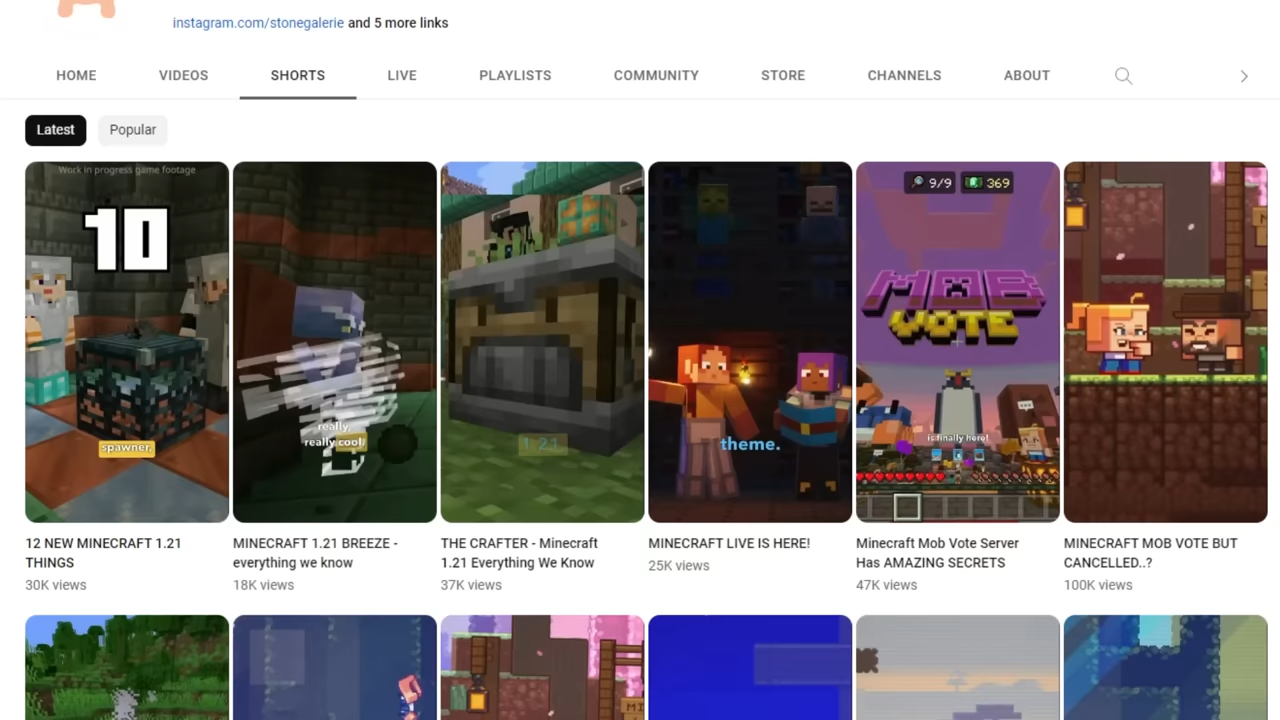 instagram.com/stonegalerie and 5 more links
HOME VIDEOS SHORTS LIVE PLAYLISTS COMMUNITY STORE CHANNELS ABOUT
Latest Popular
Work in progress game footage
10
spawner,
really,
really cool,
1.21.
theme.
9/9 369
MOB
VOTE
is finally here!
12 NEW MINECRAFT 1.21
THINGS
30K views
MINECRAFT 1.21 BREEZE -
everything we know
18K views
THE CRAFTER - Minecraft
1.21 Everything We Know
37K views
MINECRAFT LIVE IS HERE!
25K views
Minecraft Mob Vote Server
Has AMAZING SECRETS
47K views
MINECRAFT MOB VOTE BUT
CANCELLED..?
100K views